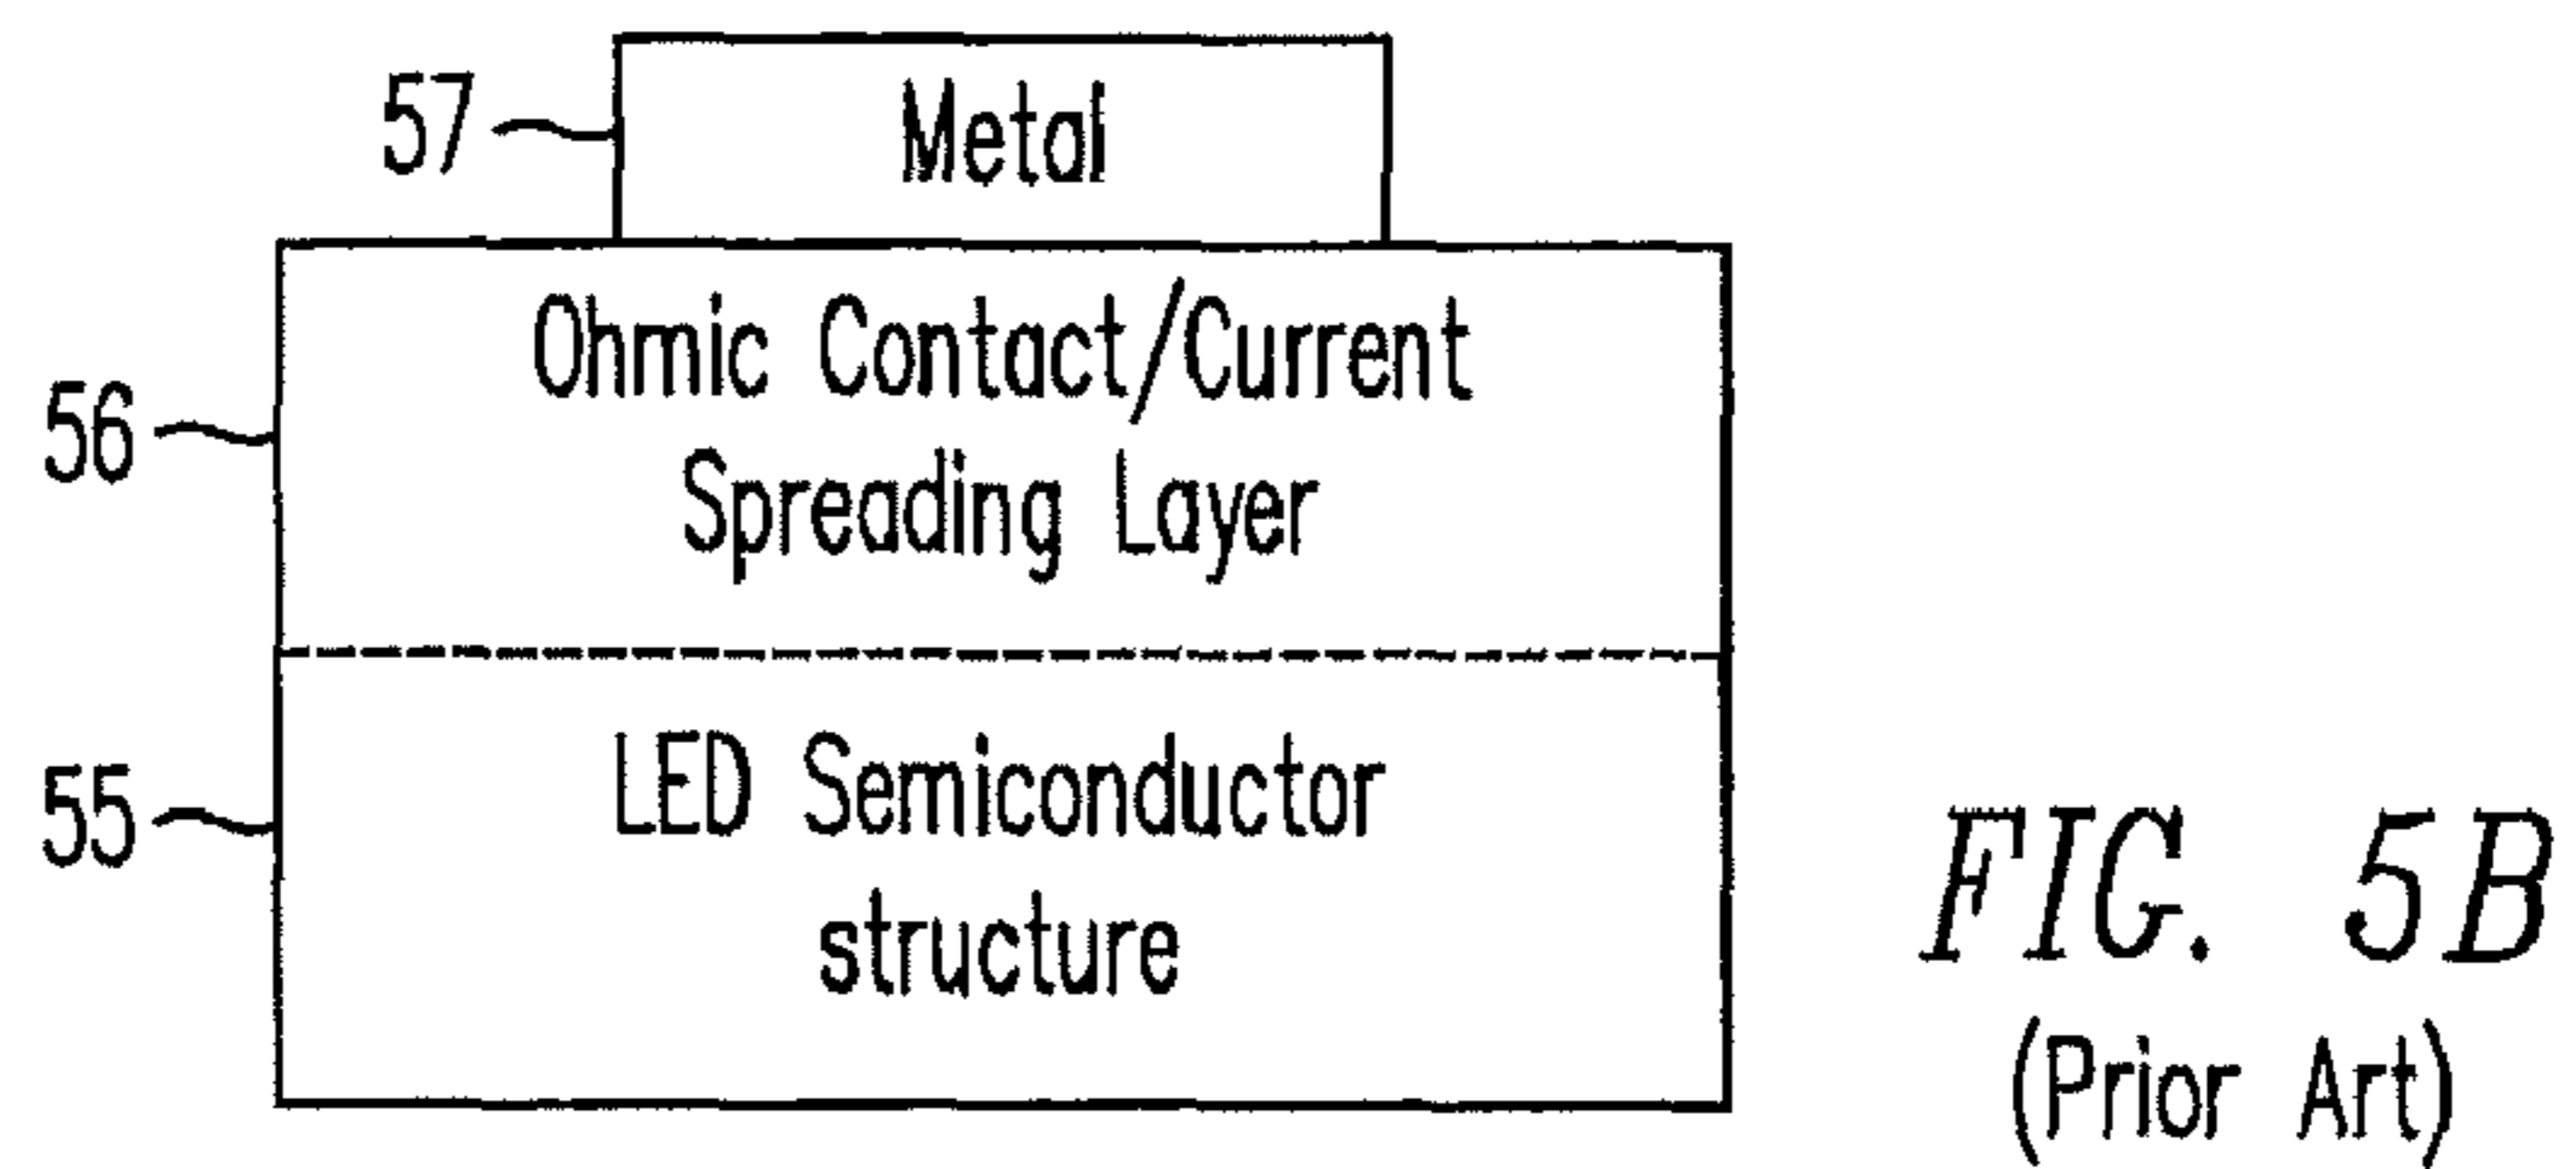 57
Metal
Ohmic Contact/Current
56
Spreading Layer
LED Semiconductor
55
structure
FIG. 5B
(Prior Art)